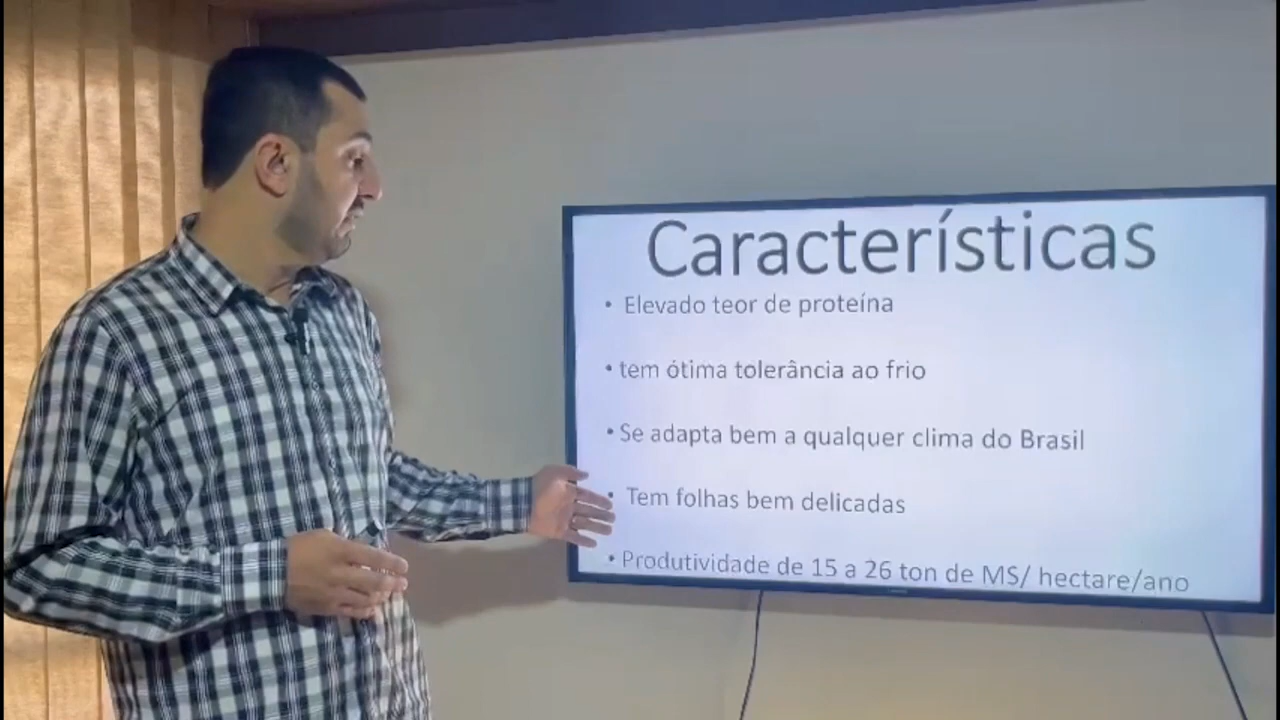 Características
• Elevado teor de proteína
• tem ótima tolerância ao frio
• Se adapta bem a qualquer clima do Brasil
• Tem folhas bem delicadas
• Produtividade de 15 a 26 ton de MS/ hectare/ano